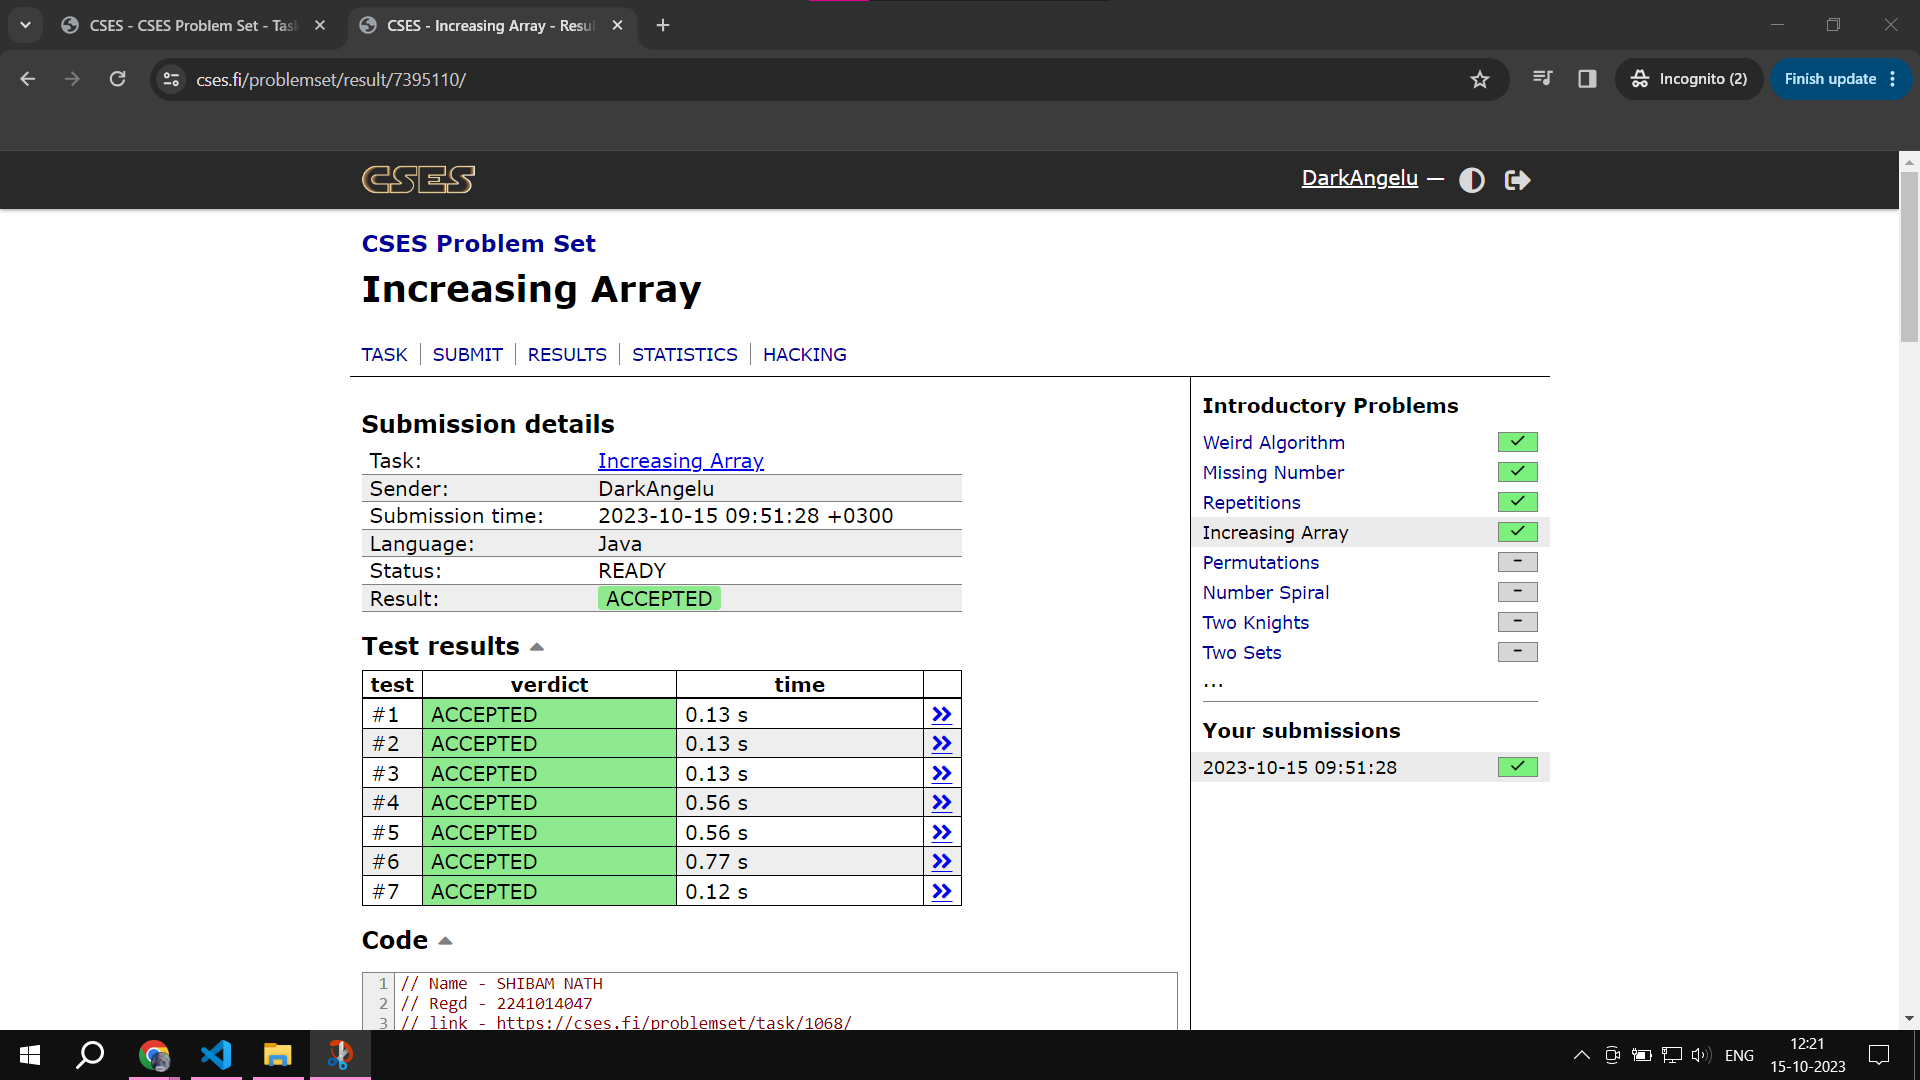 CSES - CSES Problem Set - Tas
CSES - Increasing Array - Resul
cses.fi/problemset/result/7395110/
Incognito (2)
Finish update
CSES
DarkAngelu —
CSES Problem Set
Increasing Array
TASK | SUBMIT | RESULTS | STATISTICS | HACKING
Submission details
Task: Increasing Array
Sender: DarkAngelu
Submission time: 2023-10-15 09:51:28 +0300
Language: Java
Status: READY
Result: ACCEPTED
Test results
test verdict time
#1 ACCEPTED 0.13 s
#2 ACCEPTED 0.13 s
#3 ACCEPTED 0.13 s
#4 ACCEPTED 0.56 s
#5 ACCEPTED 0.56 s
#6 ACCEPTED 0.77 s
#7 ACCEPTED 0.12 s
Code
1 // Name - SHIBAM NATH
2 // Regd - 2241014047
3 // link - https://cses.fi/problemset/task/1068/
Introductory Problems
Weird Algorithm
Missing Number
Repetitions
Increasing Array
Permutations –
Number Spiral –
Two Knights –
Two Sets –
...
Your submissions
2023-10-15 09:51:28
ENG
12:21
15-10-2023